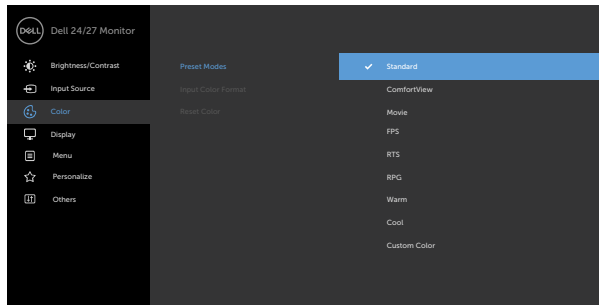 DELL Dell 24/27 Monitor
Brightness/Contrast
Input Source
Color
Display
Menu
Personalize
Others
Preset Modes
Input Color Format
Reset Color
Standard
ComfortView
Movie
FPS
RTS
RPG
Warm
Cool
Custom Color